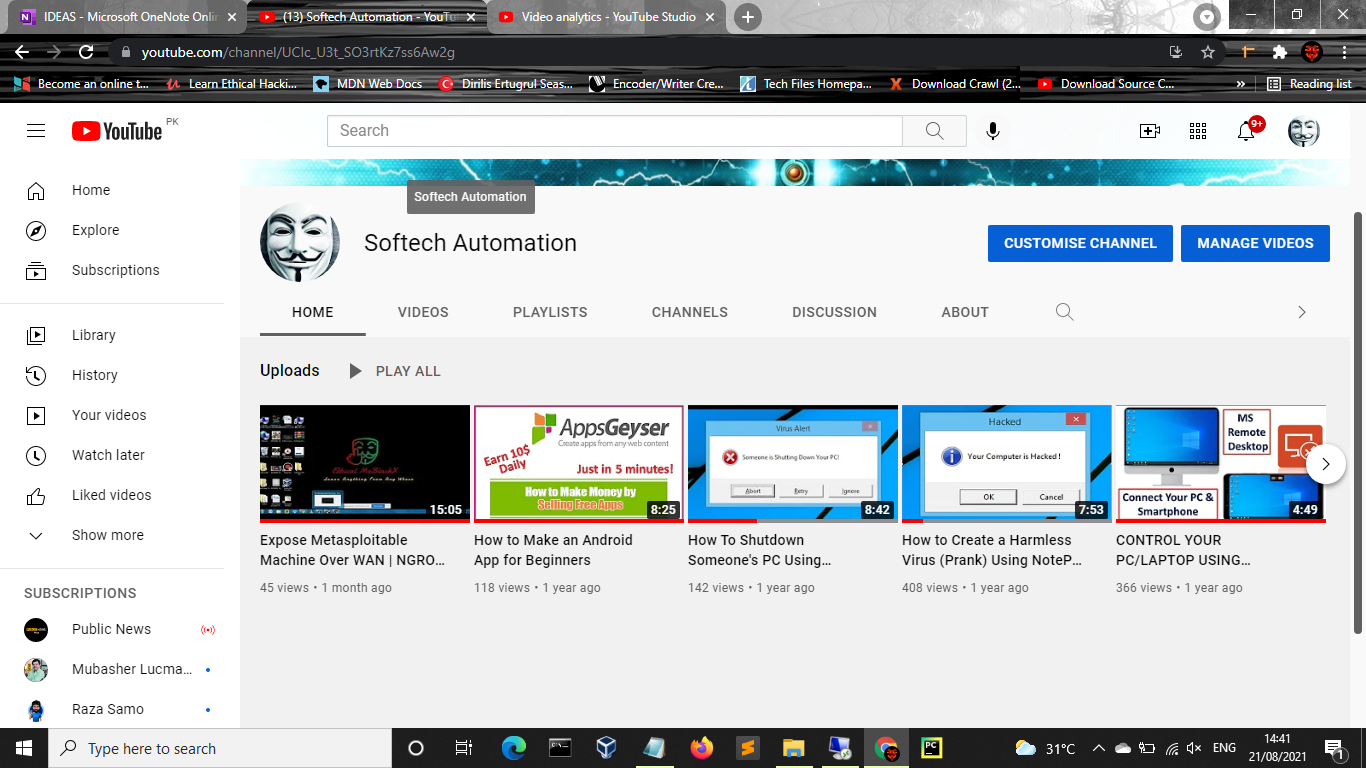 IDEAS - Microsoft OneNote Onlin
(13) Softech Automation - YouTu
Video analytics - YouTube Studio
youtube.com/channel/UClc_U3t_SO3rtKz7ss6Aw2g
Become an online t...
Learn Ethical Hacki...
MDN Web Docs
Dirilis Ertugrul Seas...
Encoder/Writer Cre...
Tech Files Homepa...
Download Crawl (2...
Download Source C...
»
Reading list
YouTube PK
Search
9+
Softech Automation
Softech Automation
CUSTOMISE CHANNEL
MANAGE VIDEOS
HOME
VIDEOS
PLAYLISTS
CHANNELS
DISCUSSION
ABOUT
Home
Explore
Subscriptions
Library
History
Your videos
Watch later
Liked videos
Show more
SUBSCRIPTIONS
Public News
Mubasher Lucma...
Raza Samo
Uploads
PLAY ALL
15:05
Expose Metasploitable
Machine Over WAN | NGRO...
45 views • 1 month ago
AppsGeyser
Create apps from any web content
Earn 10$
Daily
Just in 5 minutes!
How to Make Money by
Selling Free Apps
8:25
How to Make an Android
App for Beginners
118 views • 1 year ago
Virus Alert
Someone is Shutting Down Your PC!
Abort
Retry
Ignore
8:42
How To Shutdown
Someone's PC Using...
142 views • 1 year ago
Hacked
Your Computer is Hacked !
OK
Cancel
7:53
How to Create a Harmless
Virus (Prank) Using NoteP...
408 views • 1 year ago
MS
Remote
Desktop
Connect Your PC &
Smartphone
4:49
CONTROL YOUR
PC/LAPTOP USING...
366 views • 1 year ago
Type here to search
PC
31°C
ENG
14:41
21/08/2021
1